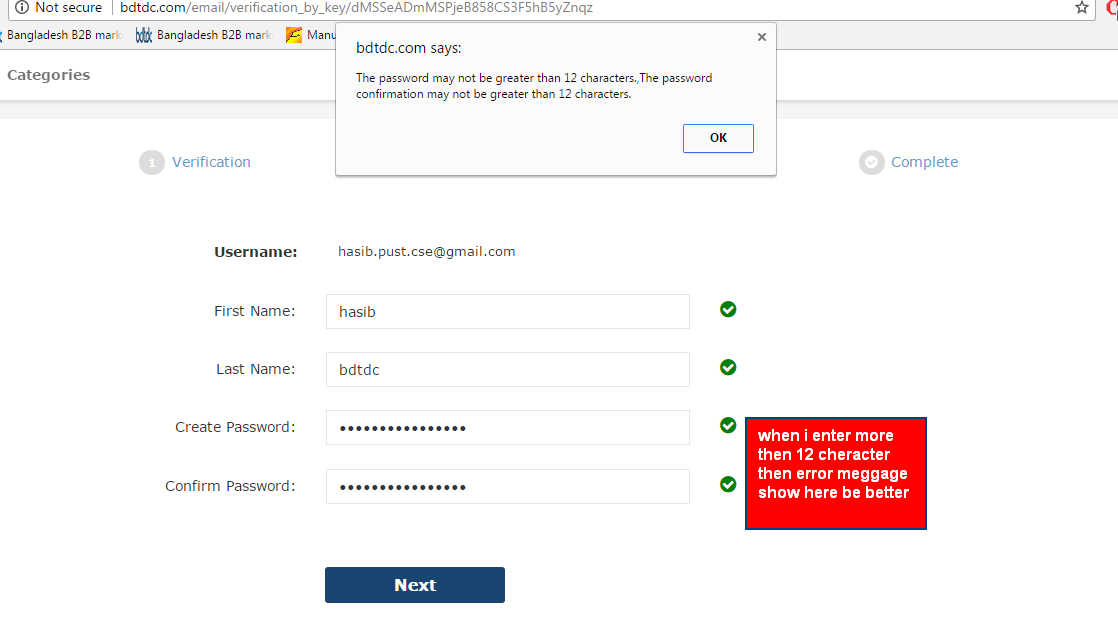 Not secure | bdtdc.com/email/verification_by_key/dMSSeADmMSPjeB858CS3F5hB5yZnqz
Bangladesh B2B mark Bangladesh B2B mark Manu
bdtdc.com says:
The password may not be greater than 12 characters.,The password
confirmation may not be greater than 12 characters.
OK
Categories
1 Verification
Complete
Username: hasib.pust.cse@gmail.com
First Name: hasib
Last Name: bdtdc
Create Password: ••••••••••••••••
Confirm Password: ••••••••••••••••
when i enter more
then 12 cheracter
then error meggage
show here be better
Next